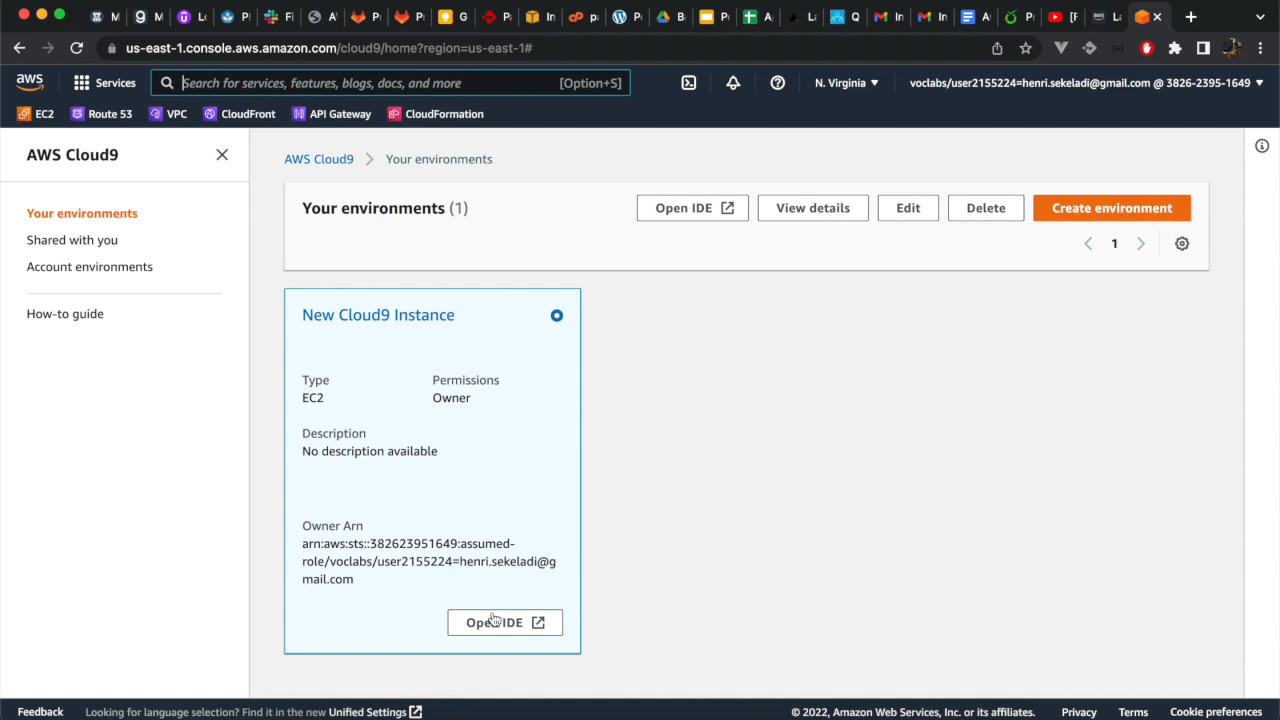 us-east-1.console.aws.amazon.com/cloud9/home?region=us-east-1#
aws
Services
Search for services, features, blogs, docs, and more
[Option+S]
N. Virginia
voclabs/user2155224=henri.sekeladi@gmail.com @ 3826-2395-1649
EC2
Route 53
VPC
CloudFront
API Gateway
CloudFormation
AWS Cloud9
Your environments
Shared with you
Account environments
How-to guide
AWS Cloud9
Your environments
Your environments (1)
Open IDE
View details
Edit
Delete
Create environment
1
New Cloud9 Instance
Type
Permissions
EC2
Owner
Description
No description available
Owner Arn
arn:aws:sts::382623951649:assumed-
role/voclabs/user2155224=henri.sekeladi@g
mail.com
Open IDE
Feedback
Looking for language selection? Find it in the new Unified Settings
© 2022, Amazon Web Services, Inc. or its affiliates.
Privacy
Terms
Cookie preferences